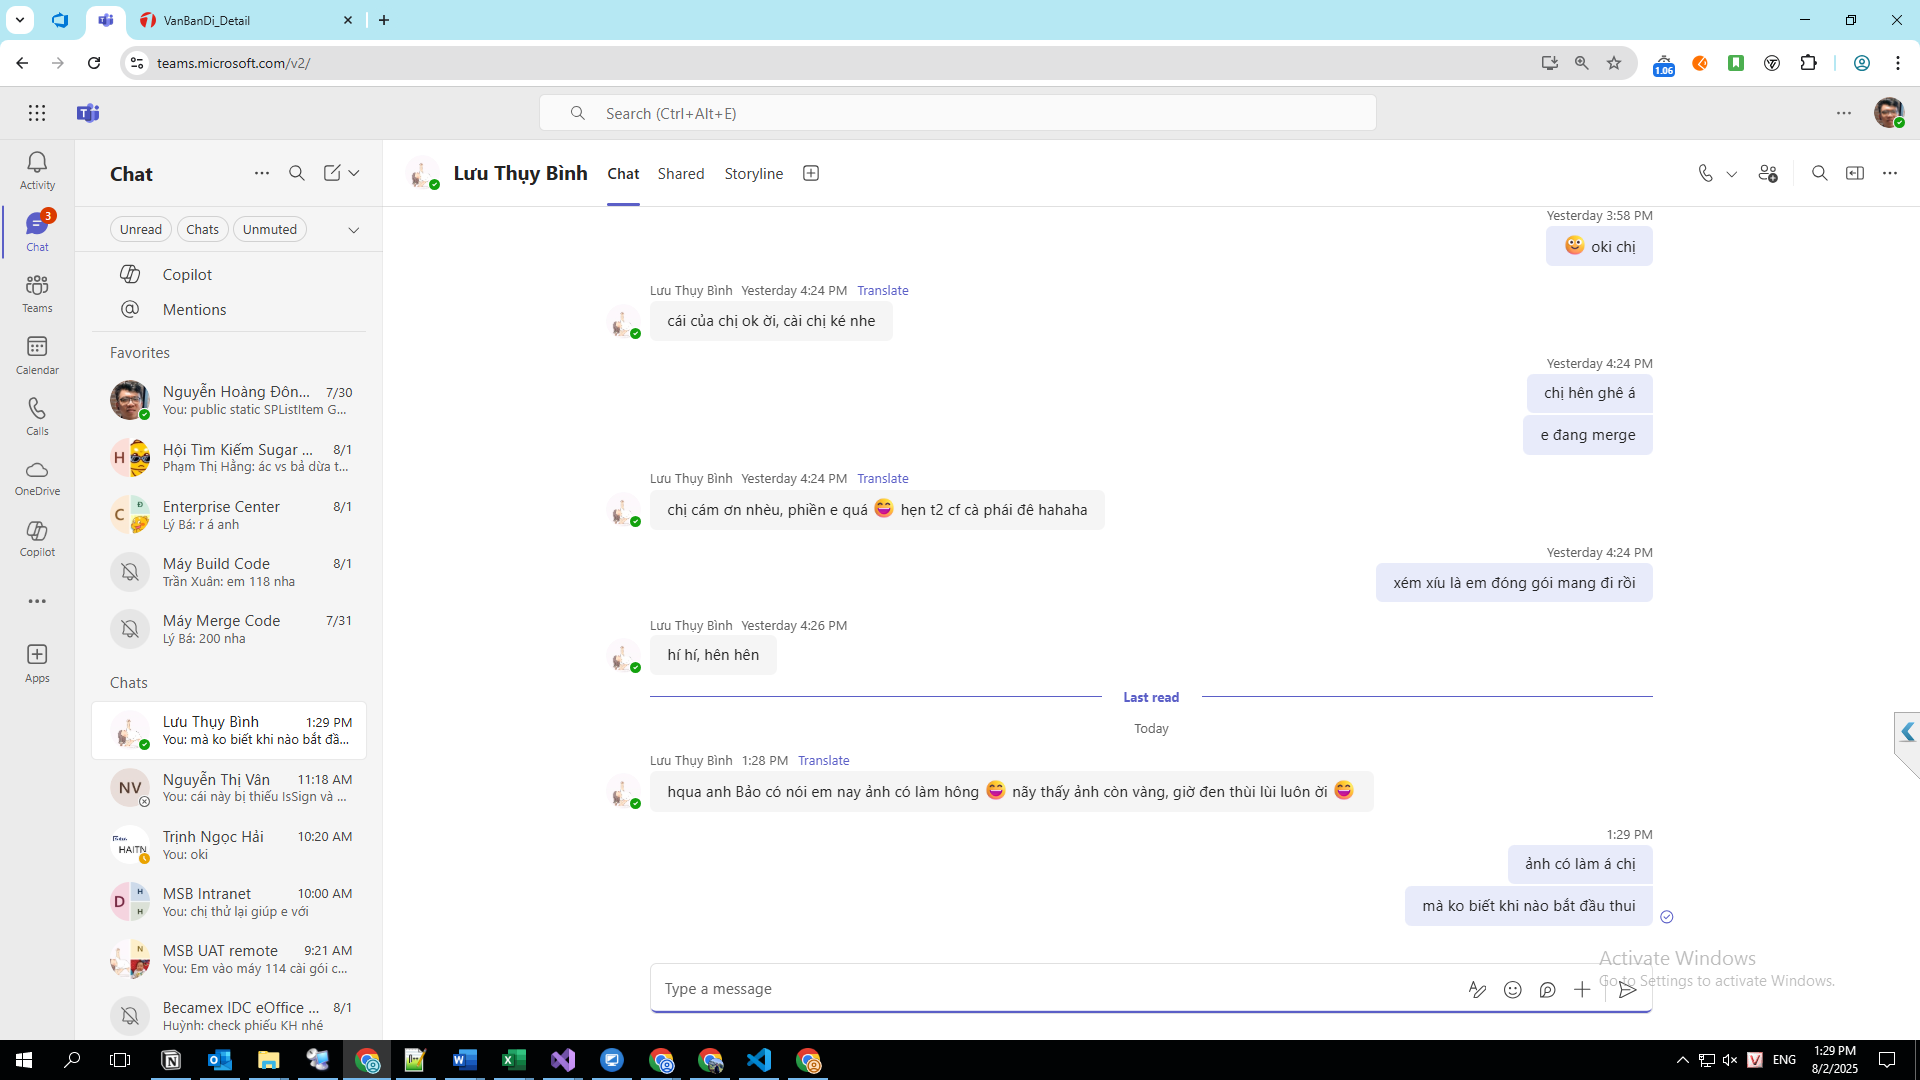 VanBanDi_Detail
teams.microsoft.com/v2/
1.06
Search (Ctrl+Alt+E)
Activity
3
Chat
Teams
Calendar
Calls
OneDrive
Copilot
Apps
Chat
Unread
Chats
Unmuted
Copilot
Mentions
Favorites
Nguyễn Hoàng Đôn... 7/30
You: public static SPListItem G...
Hội Tìm Kiếm Sugar ... 8/1
Phạm Thị Hằng: ác vs bả dừa t...
Enterprise Center 8/1
Lý Bá: r á anh
Máy Build Code 8/1
Trần Xuân: em 118 nha
Máy Merge Code 7/31
Lý Bá: 200 nha
Chats
Lưu Thụy Bình 1:29 PM
You: mà ko biết khi nào bắt đầ...
NV
Nguyễn Thị Vân 11:18 AM
You: cái này bị thiếu IsSign và ...
HAITN
Trịnh Ngọc Hải 10:20 AM
You: oki
MSB Intranet 10:00 AM
You: chị thử lại giúp e với
MSB UAT remote 9:21 AM
You: Em vào máy 114 cài gói c...
Becamex IDC eOffice ... 8/1
Huỳnh: check phiếu KH nhé
Lưu Thụy Bình
Chat
Shared
Storyline
Yesterday 3:58 PM
oki chị
Lưu Thụy Bình Yesterday 4:24 PM Translate
cái của chị ok ời, cài chị ké nhe
Yesterday 4:24 PM
chị hên ghê á
e đang merge
Lưu Thụy Bình Yesterday 4:24 PM Translate
chị cám ơn nhèu, phiền e quá 😄 hẹn t2 cf cà phái đê hahaha
Yesterday 4:24 PM
xém xíu là em đóng gói mang đi rồi
Lưu Thụy Bình Yesterday 4:26 PM
hí hí, hên hên
Last read
Today
Lưu Thụy Bình 1:28 PM Translate
hqua anh Bảo có nói em nay ảnh có làm hông 😄 nãy thấy ảnh còn vàng, giờ đen thùi lùi luôn ời 😄
1:29 PM
ảnh có làm á chị
mà ko biết khi nào bắt đầu thui
Type a message
Activate Windows
Go to Settings to activate Windows.
ENG
1:29 PM
8/2/2025